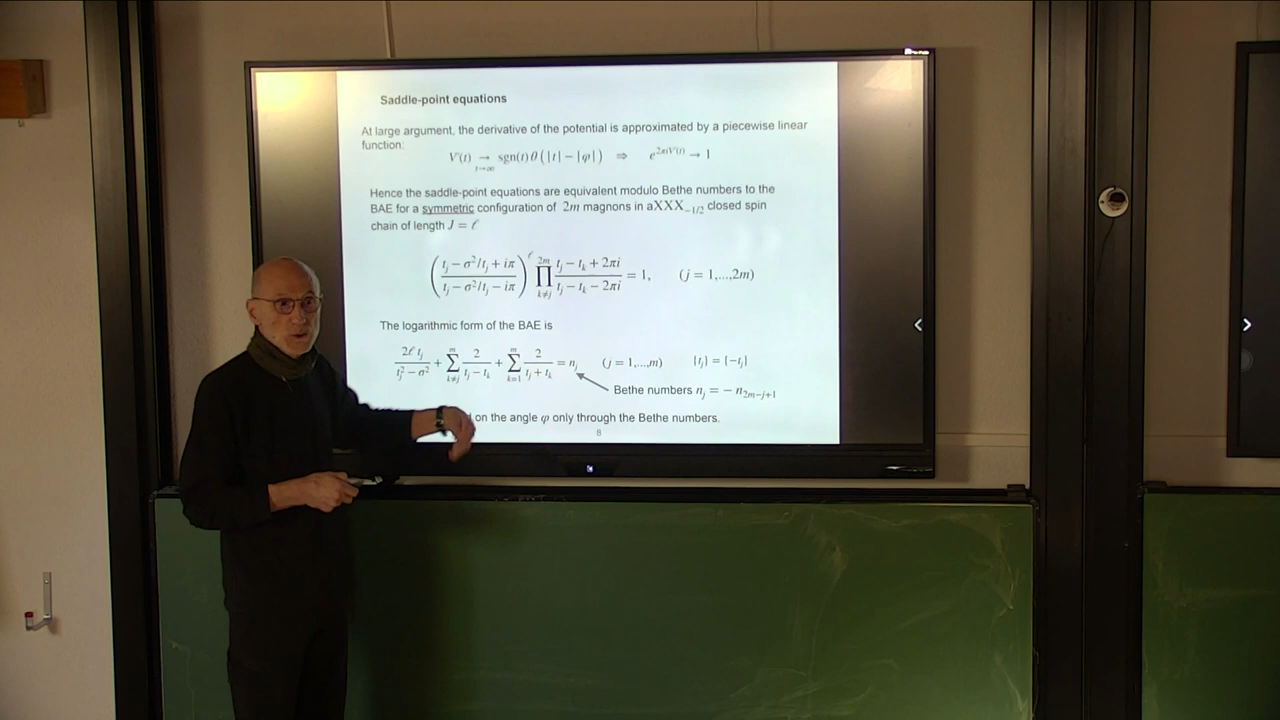 Saddle-point equations
At large argument, the derivative of the potential is approximated by a piecewise linear
function:
V'(t) → sgn(t) θ ( |t| − |φ| ) ⇒ e^{2πiV'(t)} → 1
t→∞
Hence the saddle-point equations are equivalent modulo Bethe numbers to the
BAE for a symmetric configuration of 2m magnons in a XXX_{−1/2} closed spin
chain of length J = ℓ
( (t_j − σ²/t_j + iπ) / (t_j − σ²/t_j − iπ) )^ℓ ∏_{k≠j}^{2m} (t_j − t_k + 2πi) / (t_j − t_k − 2πi) = 1, (j = 1,...,2m)
The logarithmic form of the BAE is
2ℓ t_j / (t_j² − σ²) + ∑_{k≠j}^{m} 2 / (t_j − t_k) + ∑_{k=1}^{m} 2 / (t_j + t_k) = n_j (j = 1,...,m) {t_j} = {−t_j}
Bethe numbers n_j = − n_{2m−j+1}
on the angle φ only through the Bethe numbers.
8